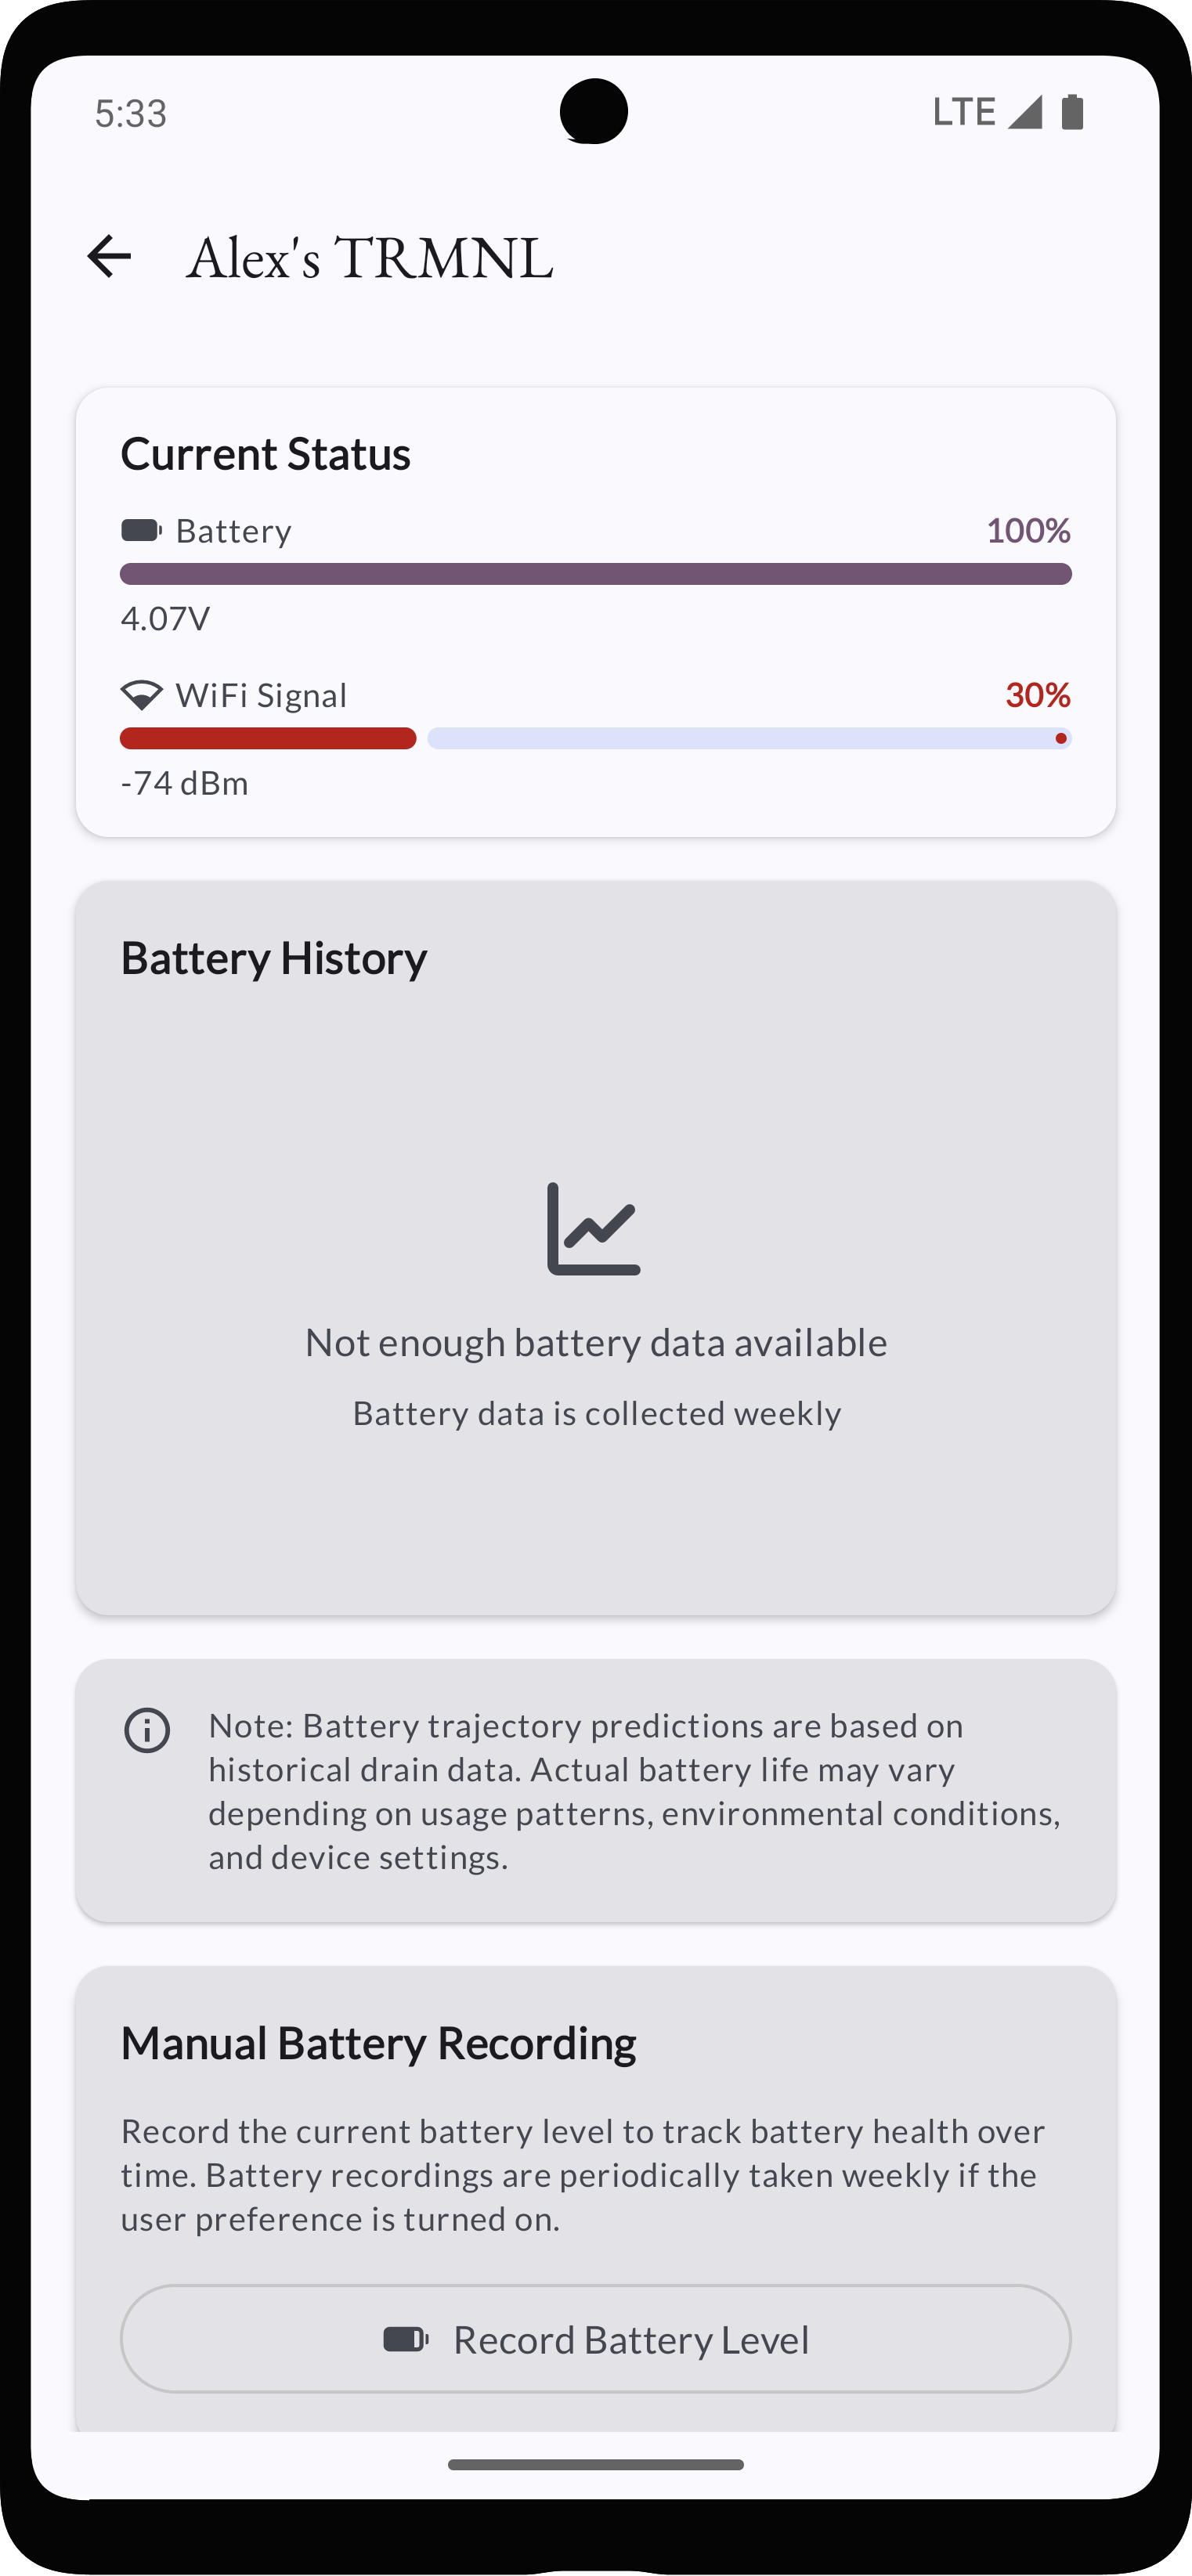 5:33
LTE
Alex's TRMNL
Current Status
Battery
100%
4.07V
WiFi Signal
30%
-74 dBm
Battery History
Not enough battery data available
Battery data is collected weekly
Note: Battery trajectory predictions are based on
historical drain data. Actual battery life may vary
depending on usage patterns, environmental conditions,
and device settings.
Manual Battery Recording
Record the current battery level to track battery health over
time. Battery recordings are periodically taken weekly if the
user preference is turned on.
Record Battery Level